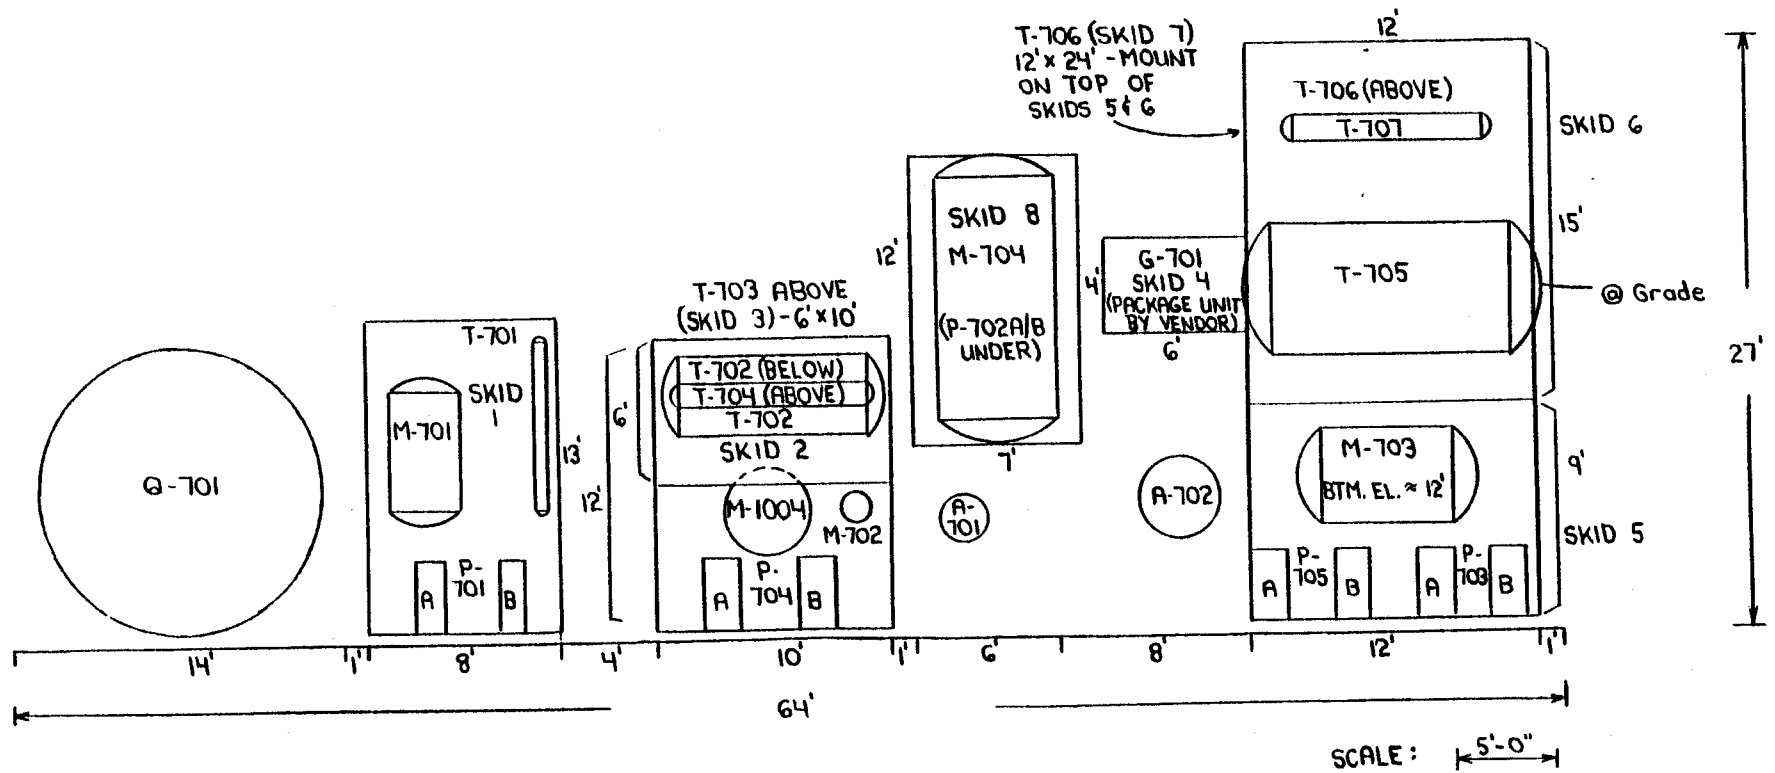 T-706 (SKID 7)
12' x 24' - MOUNT
ON TOP OF
SKIDS 5 & 6
12'
T-706 (ABOVE)
T-707
SKID 6
15'
T-705
@ Grade
27'
SKID 8
M-704
(P-702A/B
UNDER)
12'
7'
4'
G-701
SKID 4
(PACKAGE UNIT
BY VENDOR)
6'
T-703 ABOVE
(SKID 3) - 6' x 10'
T-702 (BELOW)
T-704 (ABOVE)
T-702
SKID 2
6'
12'
M-1004
M-702
P-
704
A
B
T-701
SKID
1
M-701
13'
P-
701
A
B
Q-701
A-
701
A-702
M-703
BTM. EL. ≈ 12'
9'
SKID 5
P-
705
A
B
P-
703
A
B
14'
1'
8'
4'
10'
1'
6'
8'
12'
1'
64'
SCALE: 5'-0"